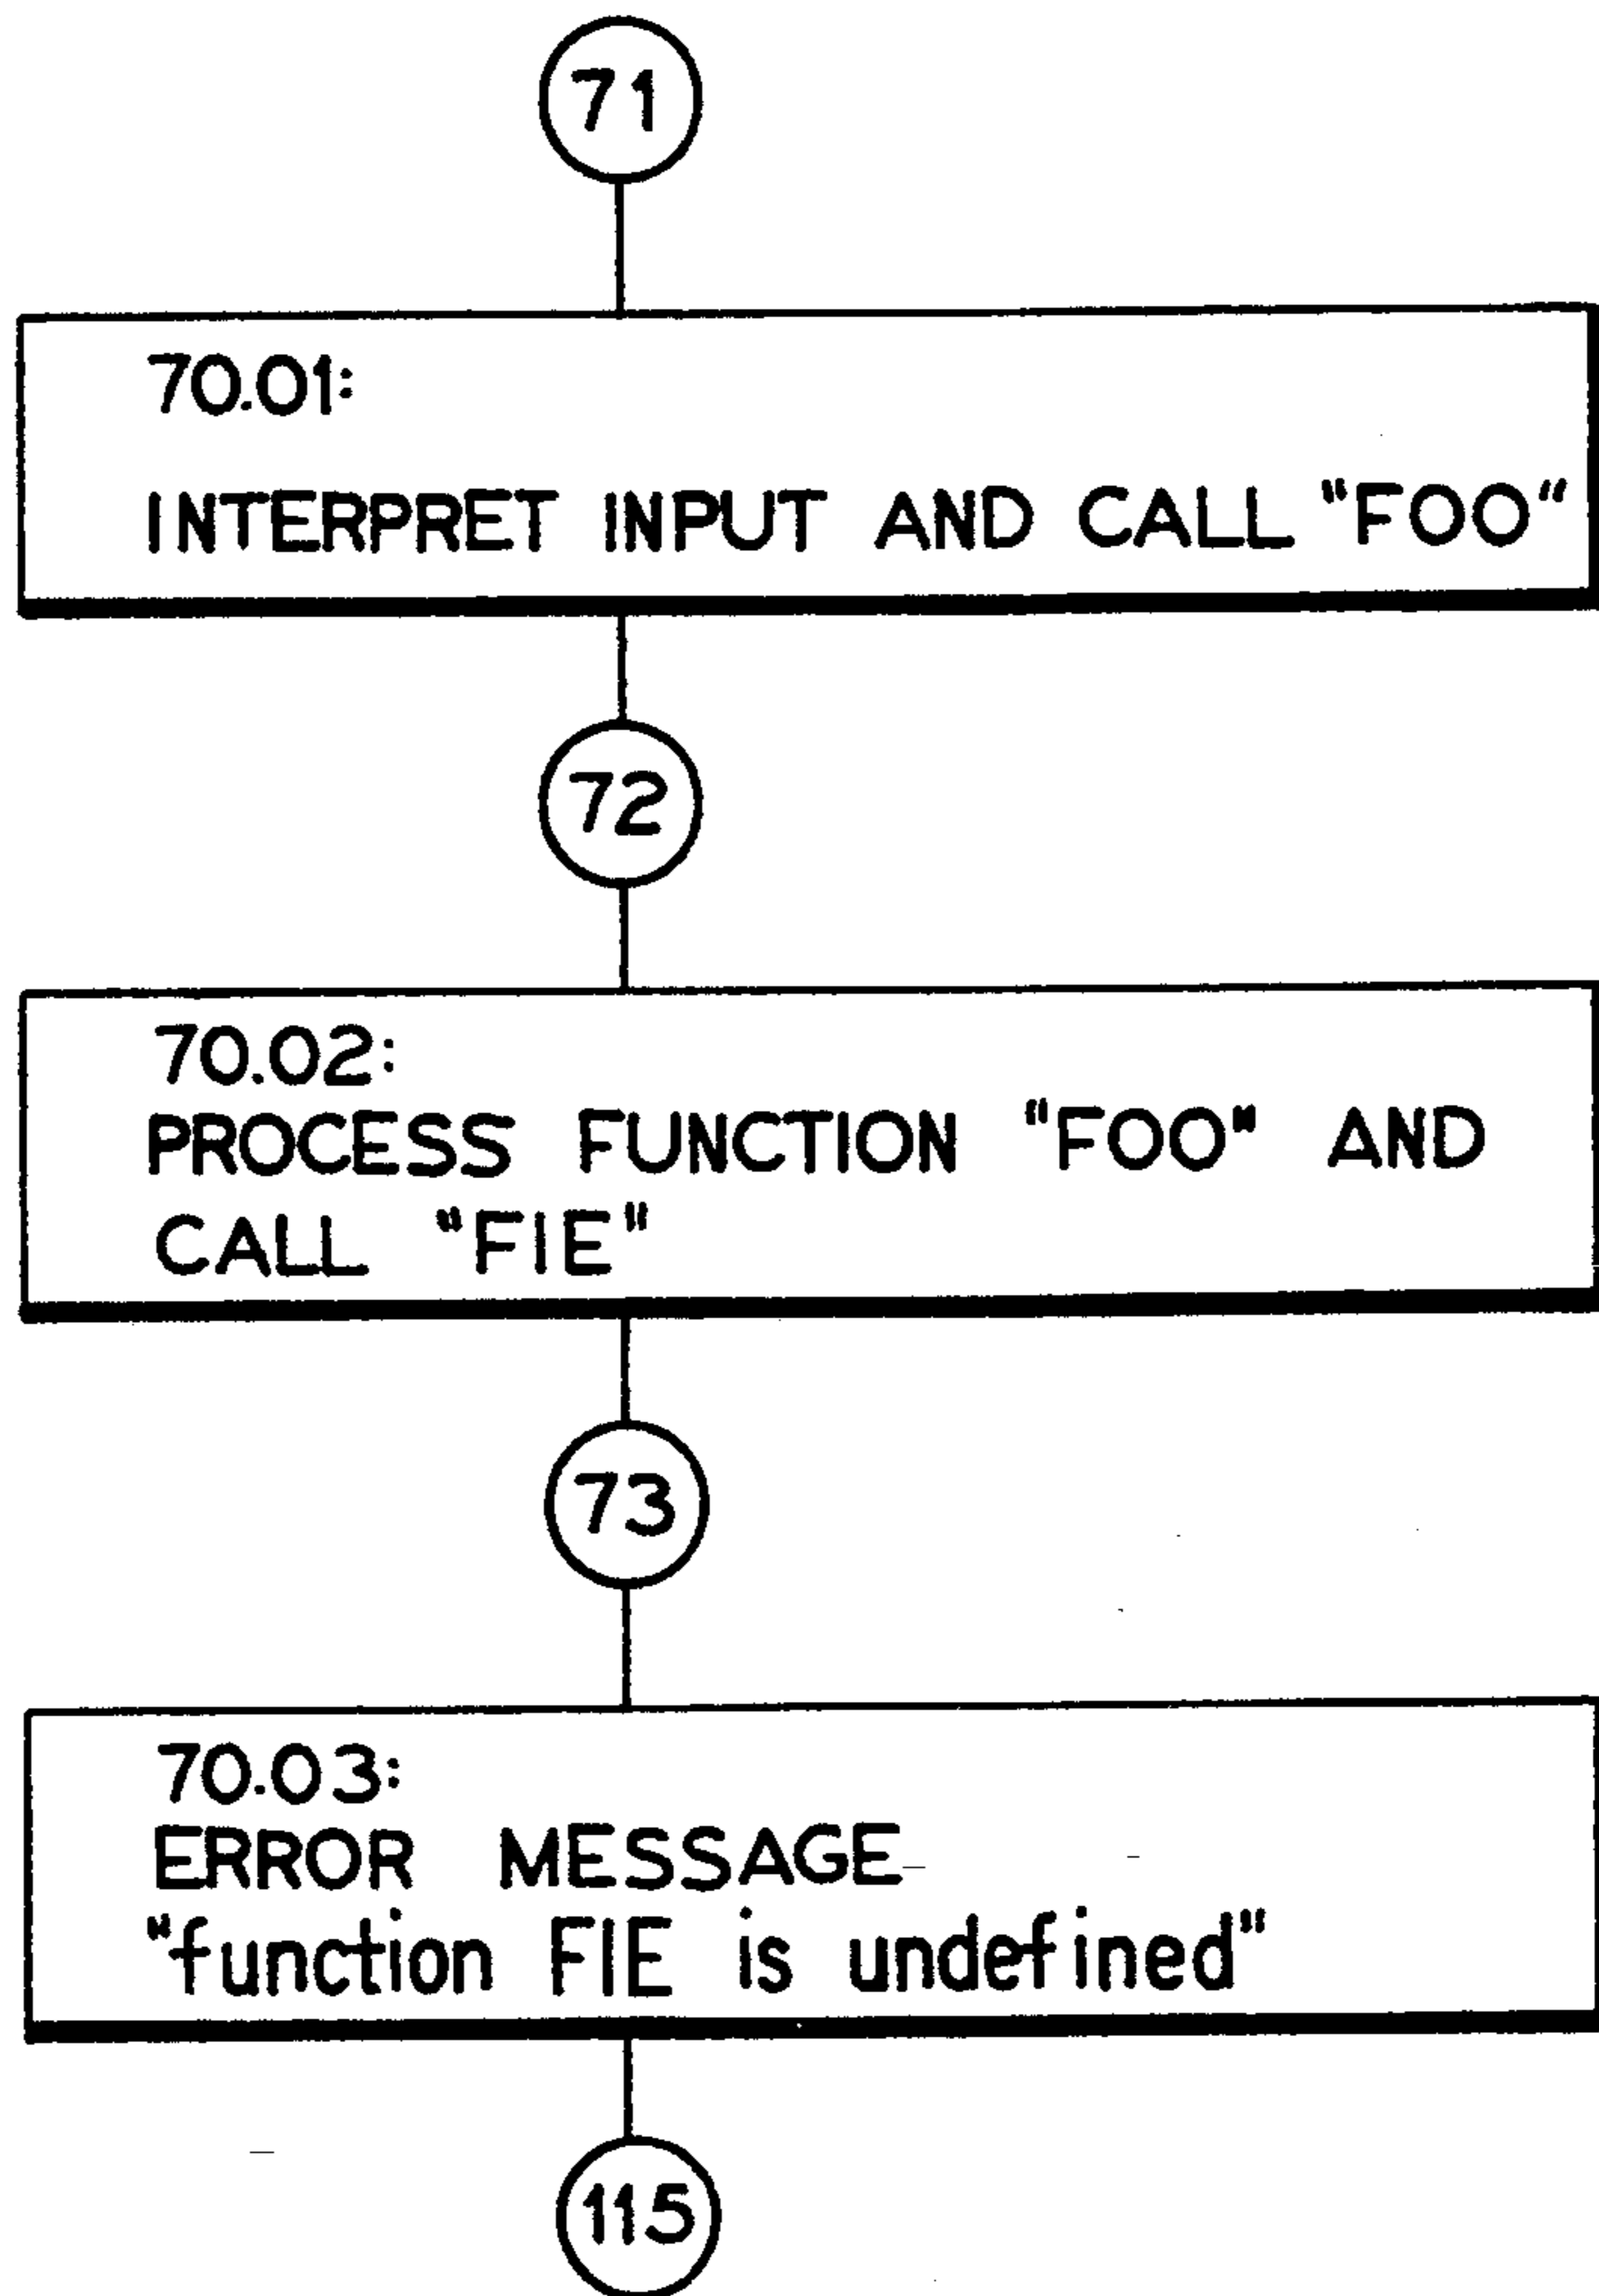 71
70.01:
INTERPRET INPUT AND CALL "FOO"
72
70.02:
PROCESS FUNCTION "FOO" AND
CALL "FIE"
73
70.03:
ERROR MESSAGE
"function FIE is undefined"
115